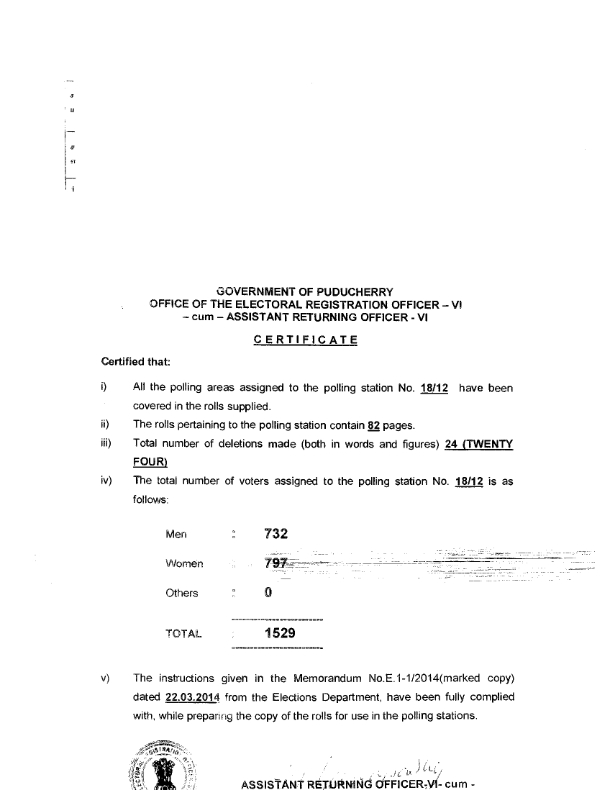 GOVERNMENT OF PUDUCHERRY
OFFICE OF THE ELECTORAL REGISTRATION OFFICER – VI
– cum – ASSISTANT RETURNING OFFICER - VI
CERTIFICATE
Certified that:
i) All the polling areas assigned to the polling station No. 18/12 have been
covered in the rolls supplied.
ii) The rolls pertaining to the polling station contain 82 pages.
iii) Total number of deletions made (both in words and figures) 24 (TWENTY
FOUR)
iv) The total number of voters assigned to the polling station No. 18/12 is as
follows:
Men : 732
Women : 797
Others : 0
TOTAL : 1529
v) The instructions given in the Memorandum No.E.1-1/2014(marked copy)
dated 22.03.2014 from the Elections Department, have been fully complied
with, while preparing the copy of the rolls for use in the polling stations.
ASSISTANT RETURNING OFFICER-VI- cum -